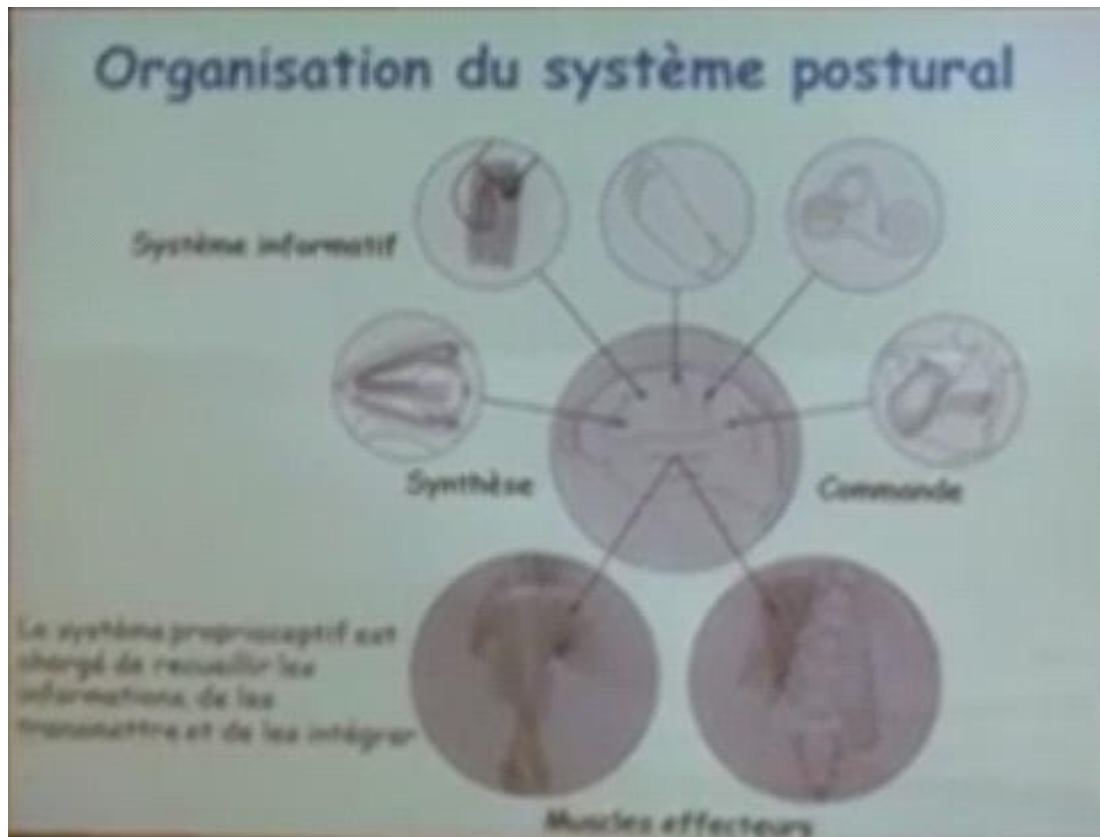 Organisation du système postural
Système informatif
Synthèse
Commande
Le système proprioceptif est
chargé de recueillir les
informations, de les
transmettre et de les intégrer
Muscles effecteurs